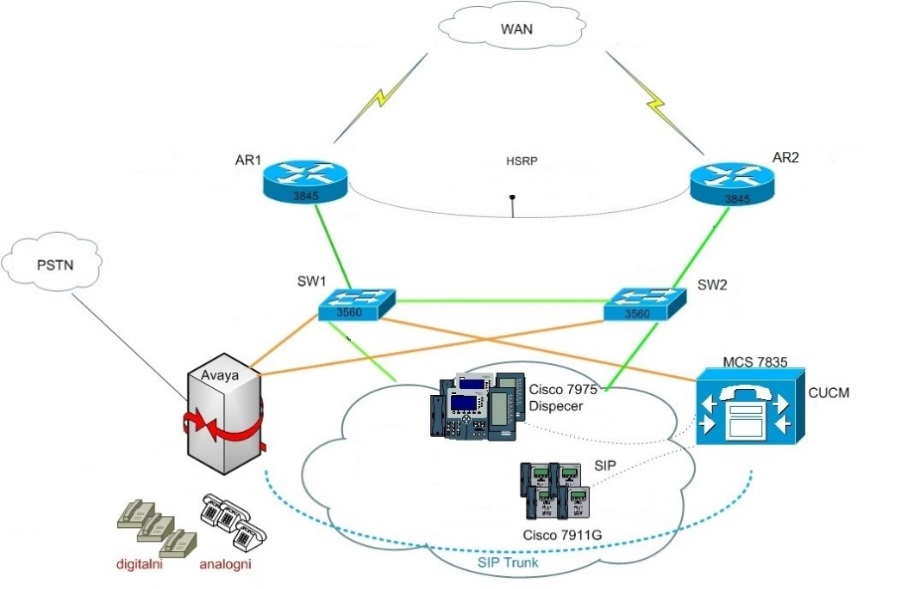 WAN
AR1
HSRP
AR2
3845
3845
PSTN
SW1
SW2
3560
3560
Avaya
MCS 7835
Cisco 7975
Dispecer
CUCM
SIP
Cisco 7911G
digitalni
analogni
SIP Trunk